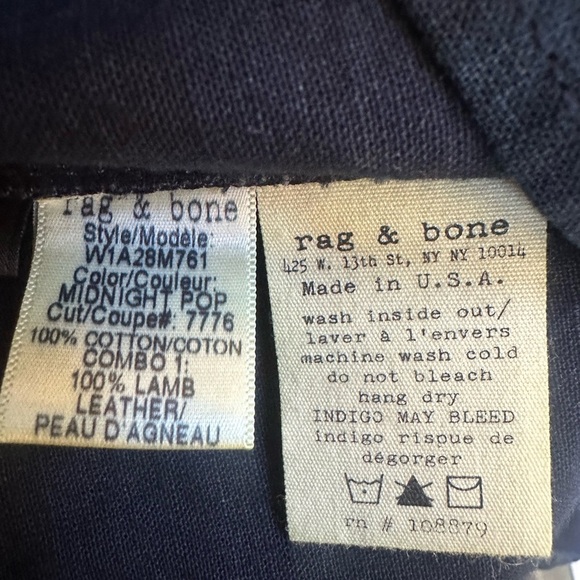 rag & bone
Style/Modèle:
W1A28M761
Color/Couleur:
MIDNIGHT POP
Cut/Coupe#: 7776
100% COTTON/COTON
COMBO 1:
100% LAMB
LEATHER/
PEAU D'AGNEAU
rag & bone
425 W. 13th St, NY NY 10014
Made in U.S.A.
wash inside out/
laver à l'envers
machine wash cold
do not bleach
hang dry
INDIGO MAY BLEED
indigo rispue de
dégorger
rn # 108879